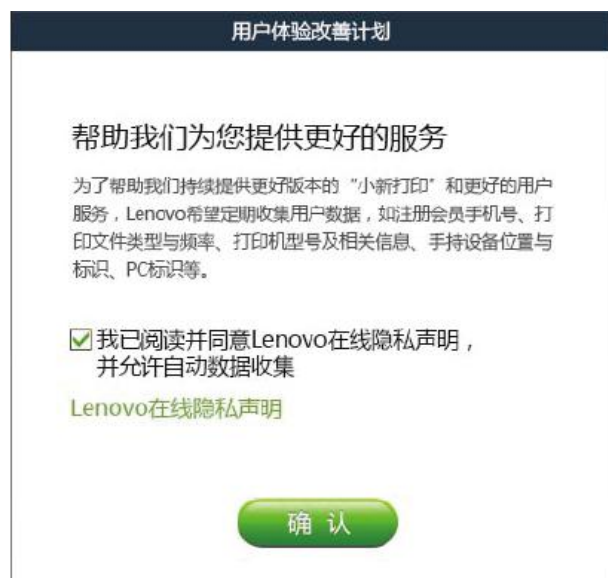 用户体验改善计划
帮助我们为您提供更好的服务
为了帮助我们持续提供更好版本的“小新打印”和更好的用户
服务，Lenovo希望定期收集用户数据，如注册会员手机号、打
印文件类型与频率、打印机型号及相关信息、手持设备位置与
标识、PC标识等。
我已阅读并同意Lenovo在线隐私声明，
并允许自动数据收集
Lenovo在线隐私声明
确 认